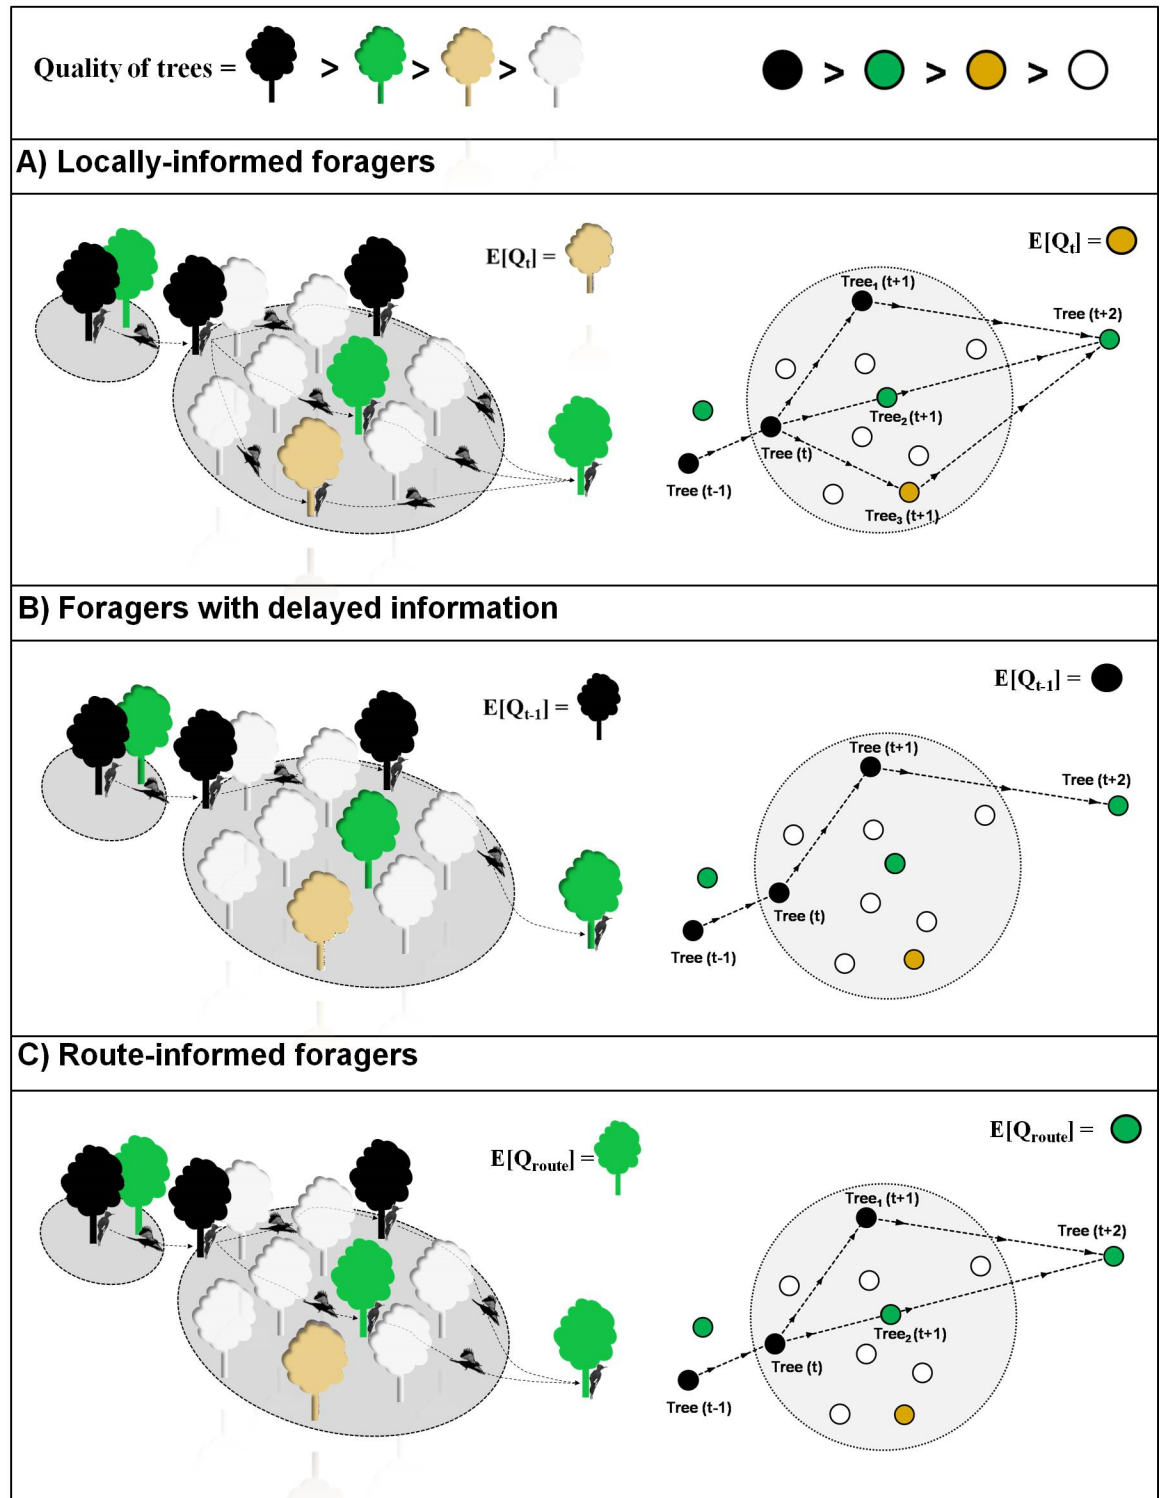 Quality of trees = > > >
> > >
A) Locally-informed foragers
E[Qt] =
E[Qt] =
Tree1 (t+1)
Tree (t+2)
Tree2 (t+1)
Tree (t)
Tree (t-1)
Tree3 (t+1)
B) Foragers with delayed information
E[Qt-1] =
E[Qt-1] =
Tree (t+1)
Tree (t+2)
Tree (t)
Tree (t-1)
C) Route-informed foragers
E[Qroute] =
E[Qroute] =
Tree1 (t+1)
Tree (t+2)
Tree2 (t+1)
Tree (t)
Tree (t-1)